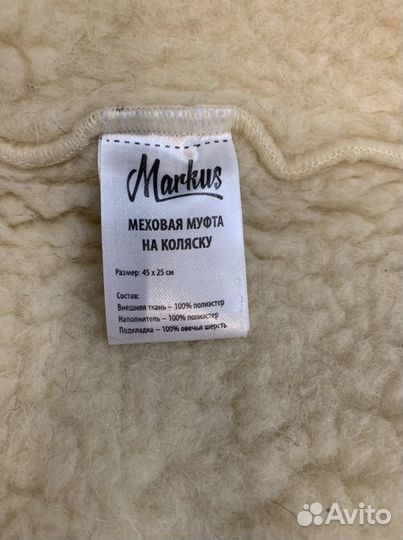 Markus
МЕХОВАЯ МУФТА
НА КОЛЯСКУ
Размер: 45 x 25 см
Состав:
Внешняя ткань – 100% полиэстер
Наполнитель – 100% полиэстер
Подкладка – 100% овечья шерсть
Avito